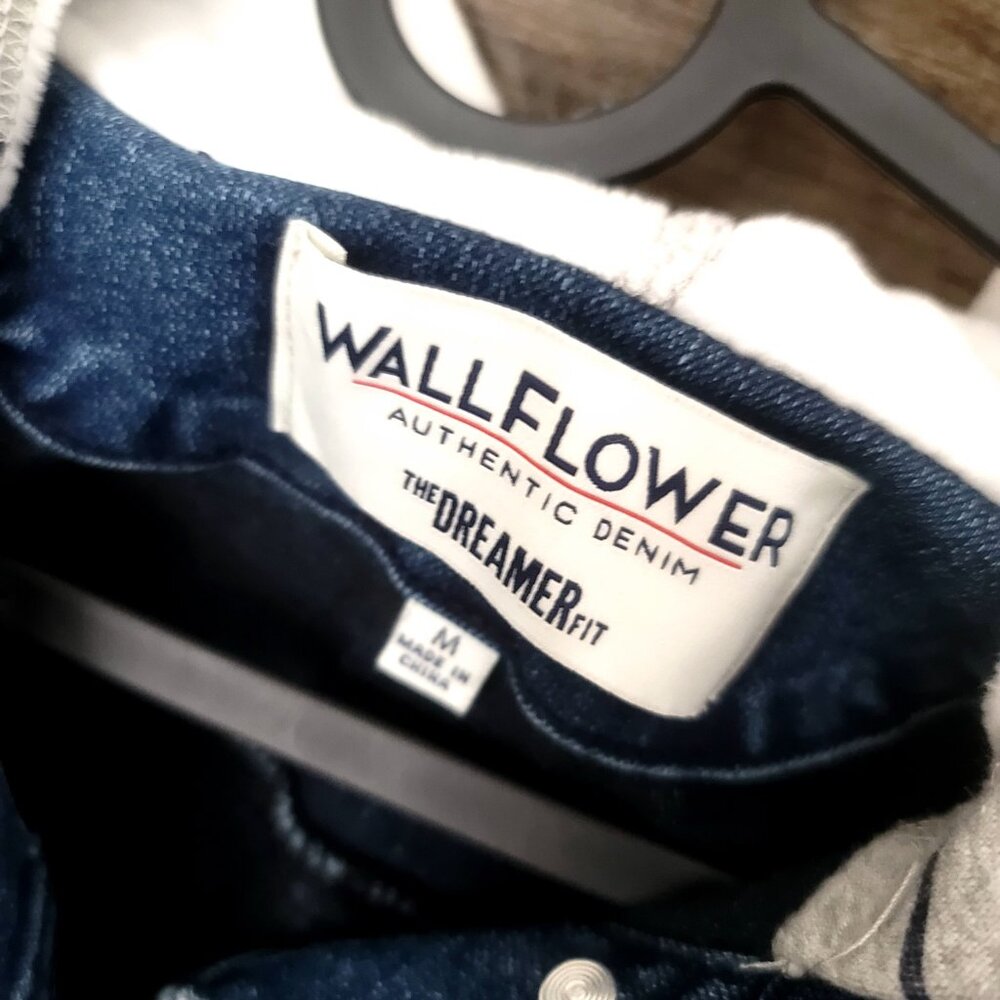 WALLFLOWER
AUTHENTIC DENIM
THE DREAMER FIT
M
MADE IN
CHINA